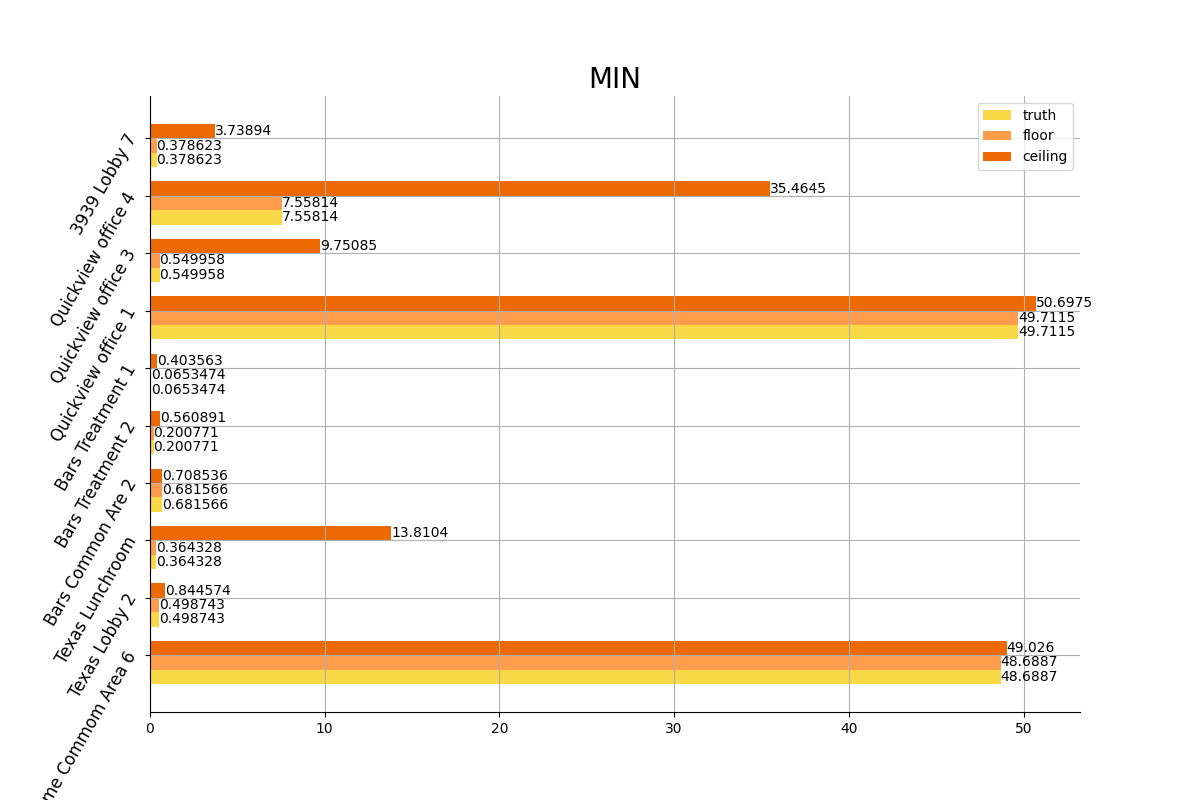 MIN
truth
floor
ceiling
3939 Lobby 7
3.73894
0.378623
0.378623
Quickview office 4
35.4645
7.55814
7.55814
Quickview office 3
9.75085
0.549958
0.549958
Quickview office 1
50.6975
49.7115
49.7115
Bars Treatment 1
0.403563
0.0653474
0.0653474
Bars Treatment 2
0.560891
0.200771
0.200771
Bars Common Are 2
0.708536
0.681566
0.681566
Texas Lunchroom
13.8104
0.364328
0.364328
Texas Lobby 2
0.844574
0.498743
0.498743
me Commom Area 6
49.026
48.6887
48.6887
0 10 20 30 40 50